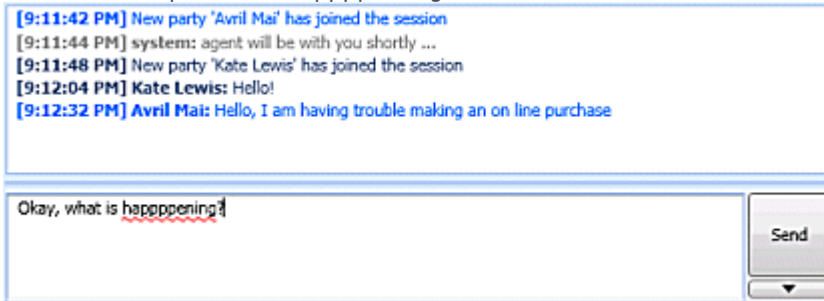 [9:11:42 PM] New party 'Avril Mai' has joined the session
[9:11:44 PM] system: agent will be with you shortly ...
[9:11:48 PM] New party 'Kate Lewis' has joined the session
[9:12:04 PM] Kate Lewis: Hello!
[9:12:32 PM] Avril Mai: Hello, I am having trouble making an on line purchase
Okay, what is happppening?
Send